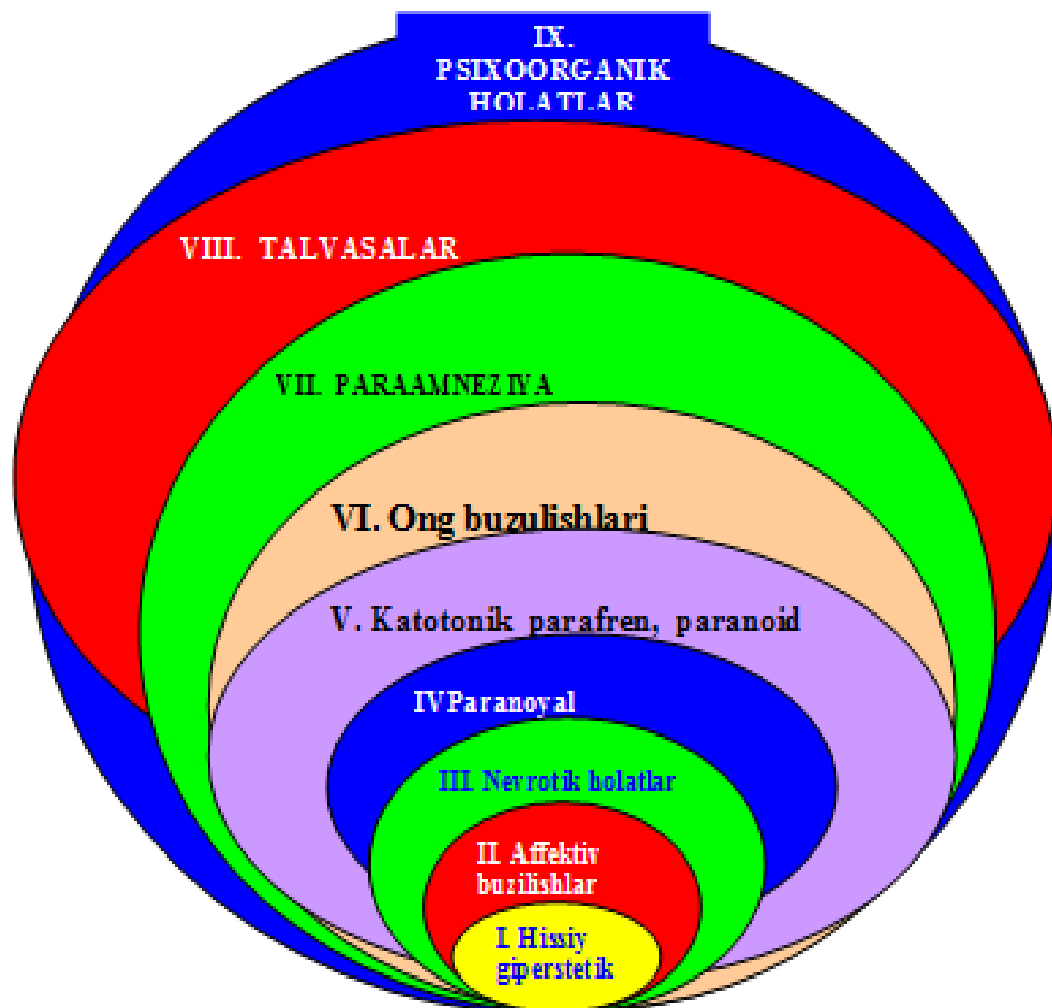 IX.
PSIXOORGANIK
HOLATLAR
VIII. TALVASALAR
VII. PARAAMNEZIYA
VI. Ong buzulishlari
V. Katotonik parafren, paranoid
IVParanoyal
III. Nevrotik holatlar
II. Affektiv
buzilishlar
I. Hissiy
giperstetik